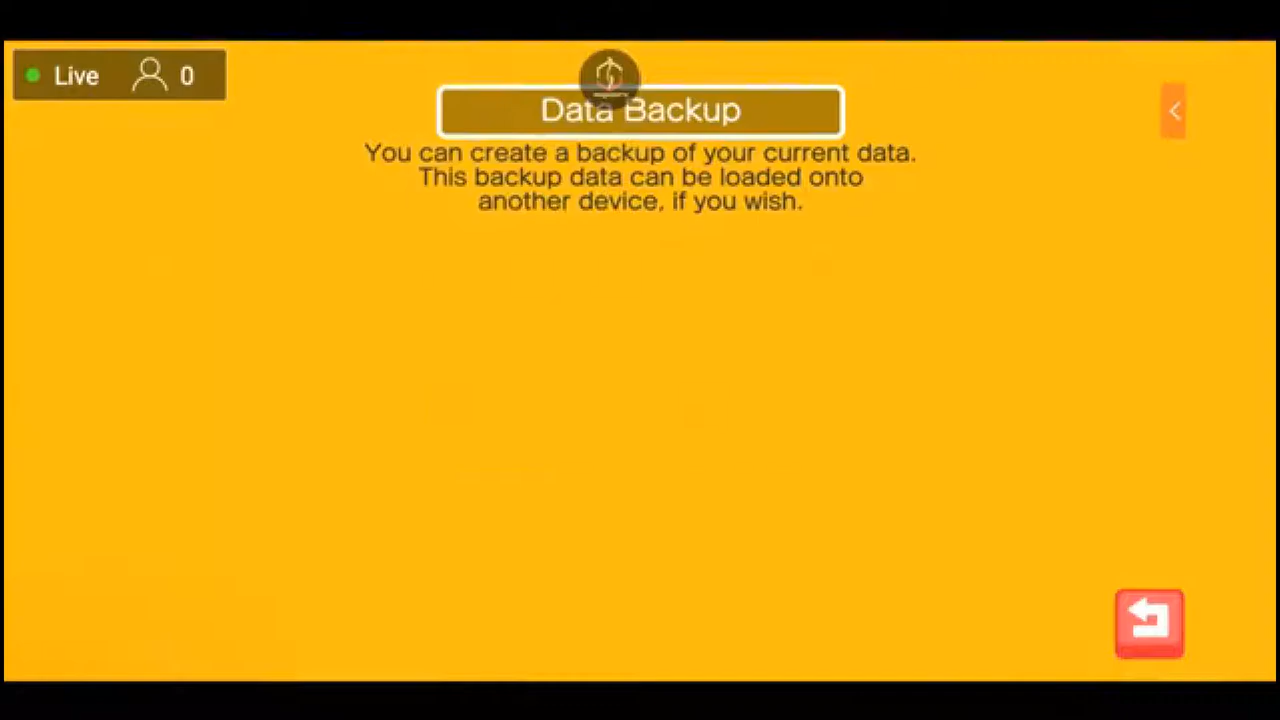 Live 0
Data Backup
You can create a backup of your current data.
This backup data can be loaded onto
another device, if you wish.